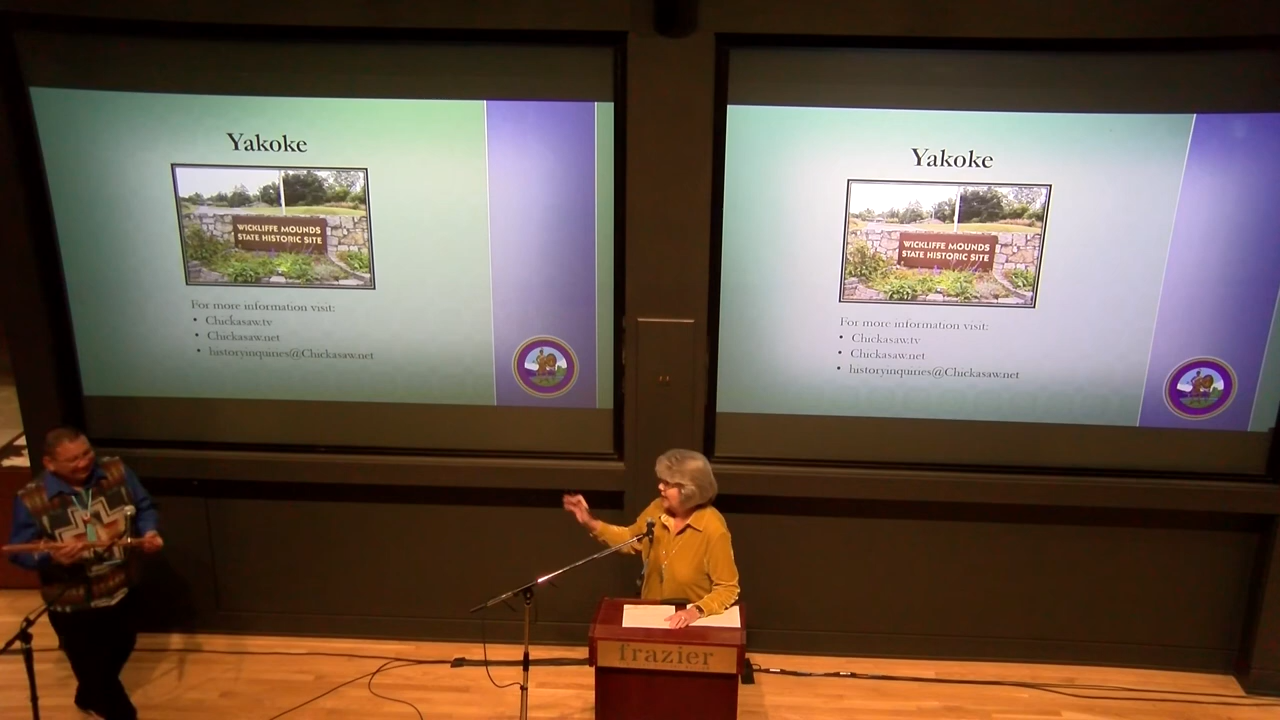 Yakoke
WICKLIFFE MOUNDS
STATE HISTORIC SITE
For more information visit:
• Chickasaw.tv
• Chickasaw.net
• historyinquiries@Chickasaw.net
Yakoke
WICKLIFFE MOUNDS
STATE HISTORIC SITE
For more information visit:
• Chickasaw.tv
• Chickasaw.net
• historyinquiries@Chickasaw.net
frazier